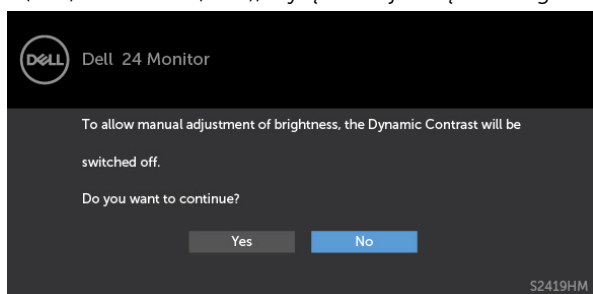 DELL
Dell 24 Monitor
To allow manual adjustment of brightness, the Dynamic Contrast will be
switched off.
Do you want to continue?
Yes
No
S2419HM